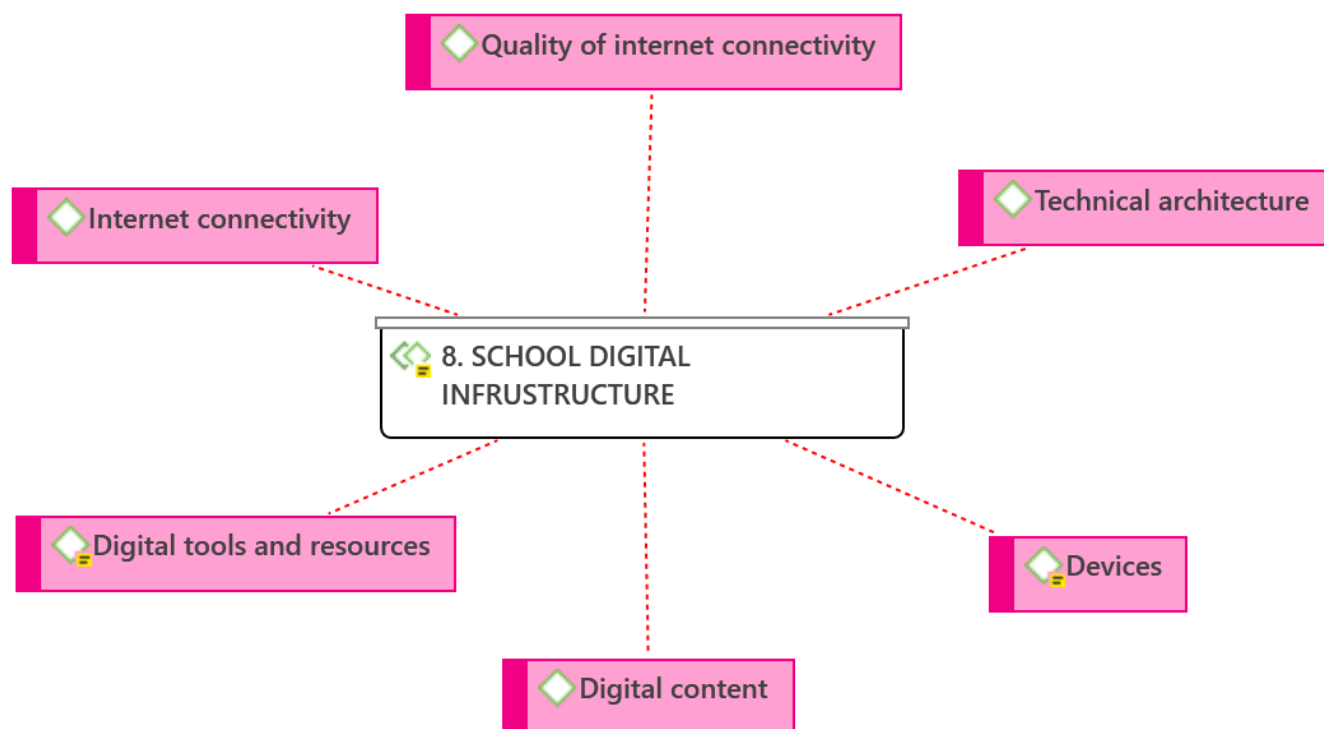 Quality of internet connectivity
Technical architecture
Internet connectivity
8. SCHOOL DIGITAL
INFRUSTRUCTURE
Digital tools and resources
Devices
Digital content